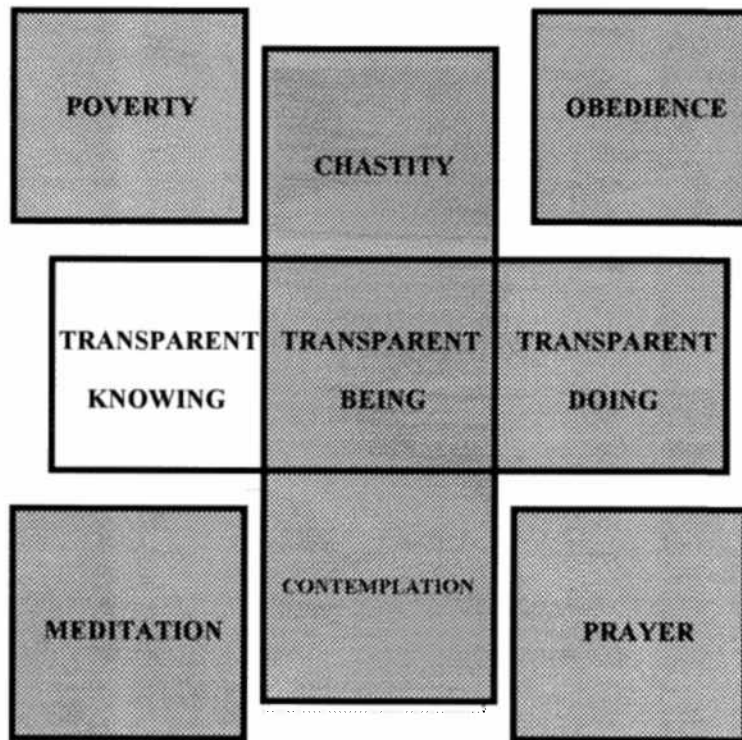 POVERTY
OBEDIENCE
CHASTITY
TRANSPARENT
KNOWING
TRANSPARENT
BEING
TRANSPARENT
DOING
MEDITATION
CONTEMPLATION
PRAYER